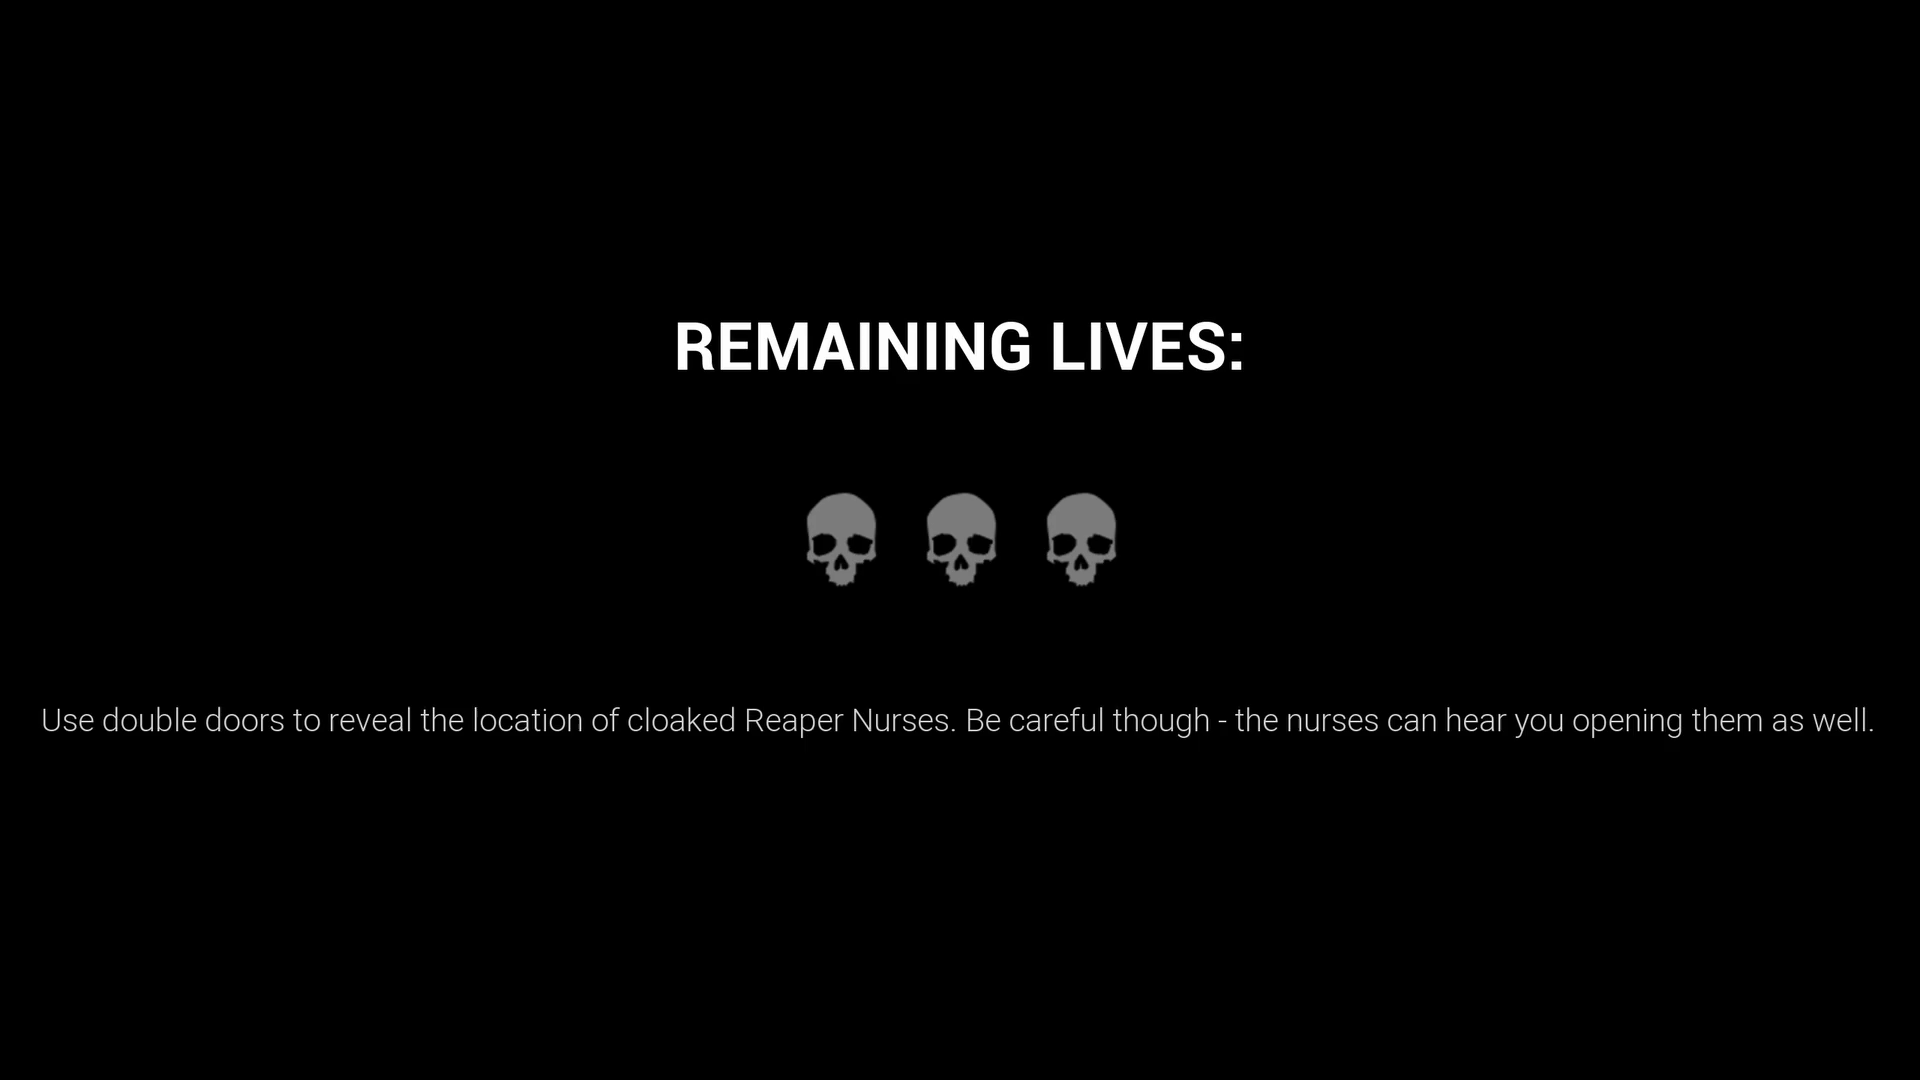 REMAINING LIVES:
Use double doors to reveal the location of cloaked Reaper Nurses. Be careful though - the nurses can hear you opening them as well.